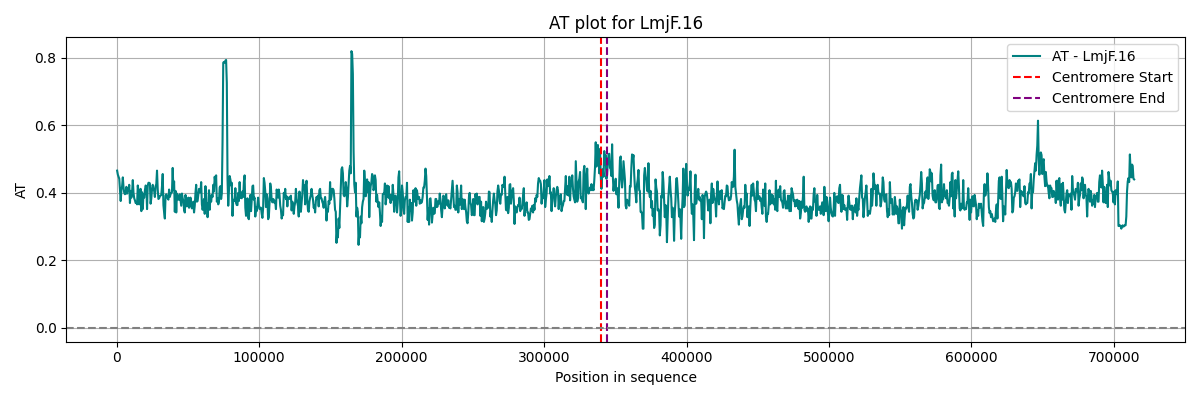 AT plot for LmjF.16
AT - LmjF.16
Centromere Start
Centromere End
AT
0.8
0.6
0.4
0.2
0.0
0 100000 200000 300000 400000 500000 600000 700000
Position in sequence